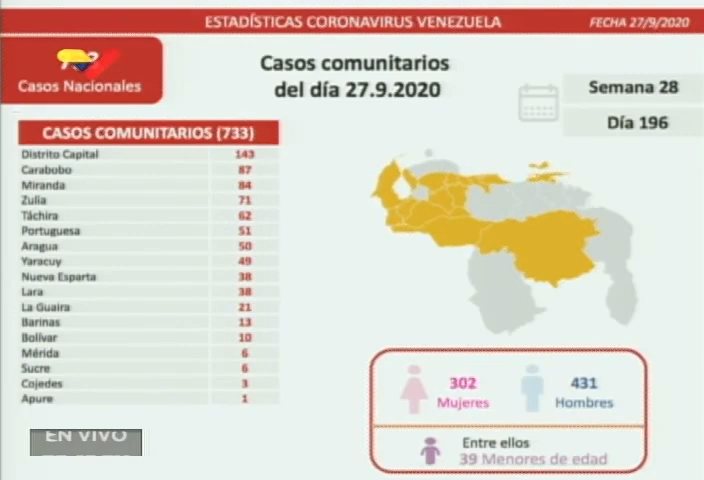 ESTADÍSTICAS CORONAVIRUS VENEZUELA
FECHA 27/9/2020
Casos Nacionales
Casos comunitarios
del día 27.9.2020
Semana 28
Día 196
CASOS COMUNITARIOS (733)
Distrito Capital 143
Carabobo 87
Miranda 84
Zulia 71
Táchira 62
Portuguesa 51
Aragua 50
Yaracuy 49
Nueva Esparta 38
Lara 38
La Guaira 21
Barinas 13
Bolívar 10
Mérida 6
Sucre 6
Cojedes 3
Apure 1
302
Mujeres
431
Hombres
Entre ellos
39 Menores de edad
EN VIVO